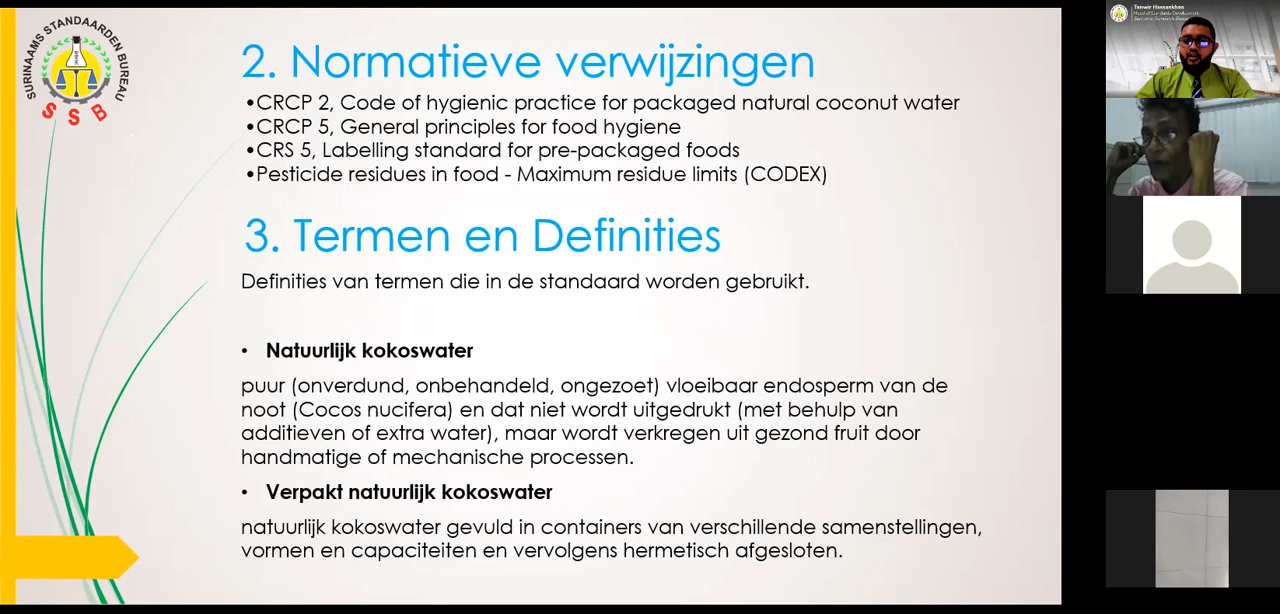 SURINAAMS STANDAARDEN BUREAU
S S B
2. Normatieve verwijzingen
•CRCP 2, Code of hygienic practice for packaged natural coconut water
•CRCP 5, General principles for food hygiene
•CRS 5, Labelling standard for pre-packaged foods
•Pesticide residues in food - Maximum residue limits (CODEX)
3. Termen en Definities
Definities van termen die in de standaard worden gebruikt.
• Natuurlijk kokoswater
puur (onverdund, onbehandeld, ongezoet) vloeibaar endosperm van de
noot (Cocos nucifera) en dat niet wordt uitgedrukt (met behulp van
additieven of extra water), maar wordt verkregen uit gezond fruit door
handmatige of mechanische processen.
• Verpakt natuurlijk kokoswater
natuurlijk kokoswater gevuld in containers van verschillende samenstellingen,
vormen en capaciteiten en vervolgens hermetisch afgesloten.
Tanwir Hassankhan
Head of Standards Development